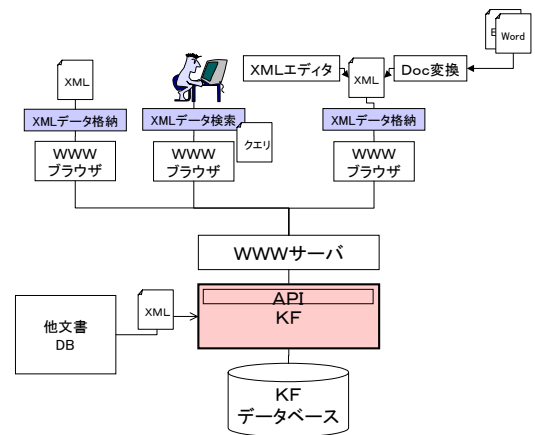 XML
XMLエディタ
XML
Doc変換
E
Word
XMLデータ格納
XMLデータ検索
クエリ
XMLデータ格納
WWW
ブラウザ
WWW
ブラウザ
WWW
ブラウザ
WWWサーバ
API
KF
XML
他文書
DB
KF
データベース